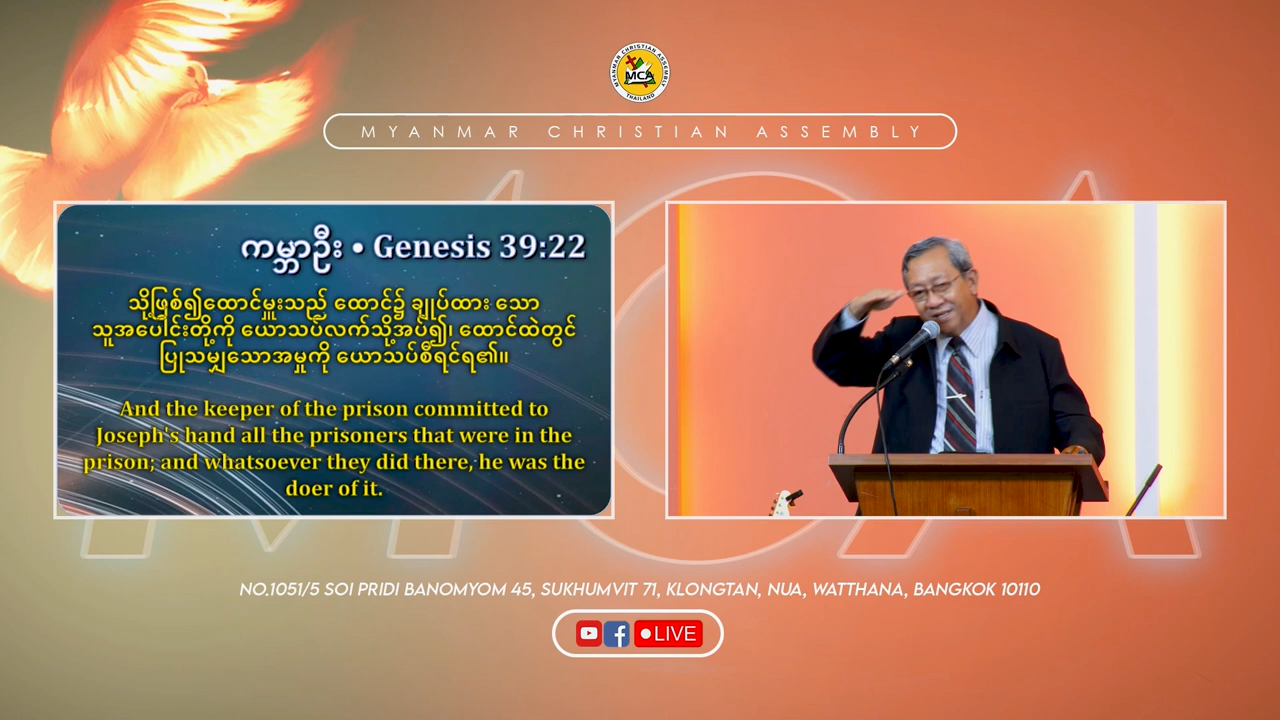 MYANMAR CHRISTIAN ASSEMBLY
MCA
THAILAND
MYANMAR CHRISTIAN ASSEMBLY
MCA
ကမ္ဘာဦး • Genesis 39:22
သို့ဖြစ်၍ထောင်မှူးသည် ထောင်၌ ချုပ်ထား သော
သူအပေါင်းတို့ကို ယောသပ်လက်သို့အပ်၍၊ ထောင်ထဲတွင်
ပြုသမျှသောအမှုကို ယောသပ်စီရင်ရ၏။
And the keeper of the prison committed to
Joseph's hand all the prisoners that were in the
prison; and whatsoever they did there, he was the
doer of it.
NO.1051/5 SOI PRIDI BANOMYOM 45, SUKHUMVIT 71, KLONGTAN, NUA, WATTHANA, BANGKOK 10110
LIVE